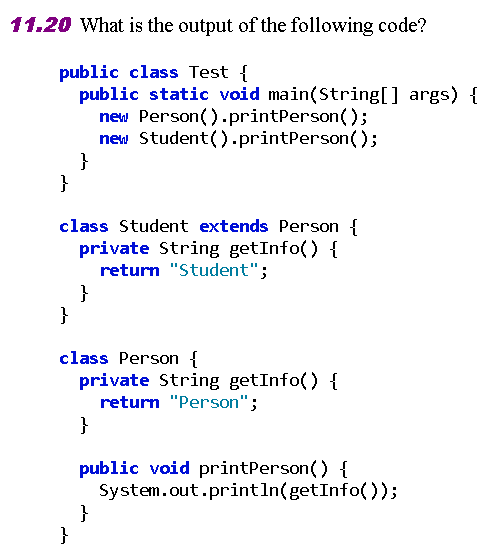 11.20 What is the output of the following code?
public class Test {
  public static void main(String[] args) {
    new Person().printPerson();
    new Student().printPerson();
  }
}
class Student extends Person {
  private String getInfo() {
    return "Student";
  }
}
class Person {
  private String getInfo() {
    return "Person";
  }
  public void printPerson() {
    System.out.println(getInfo());
  }
}